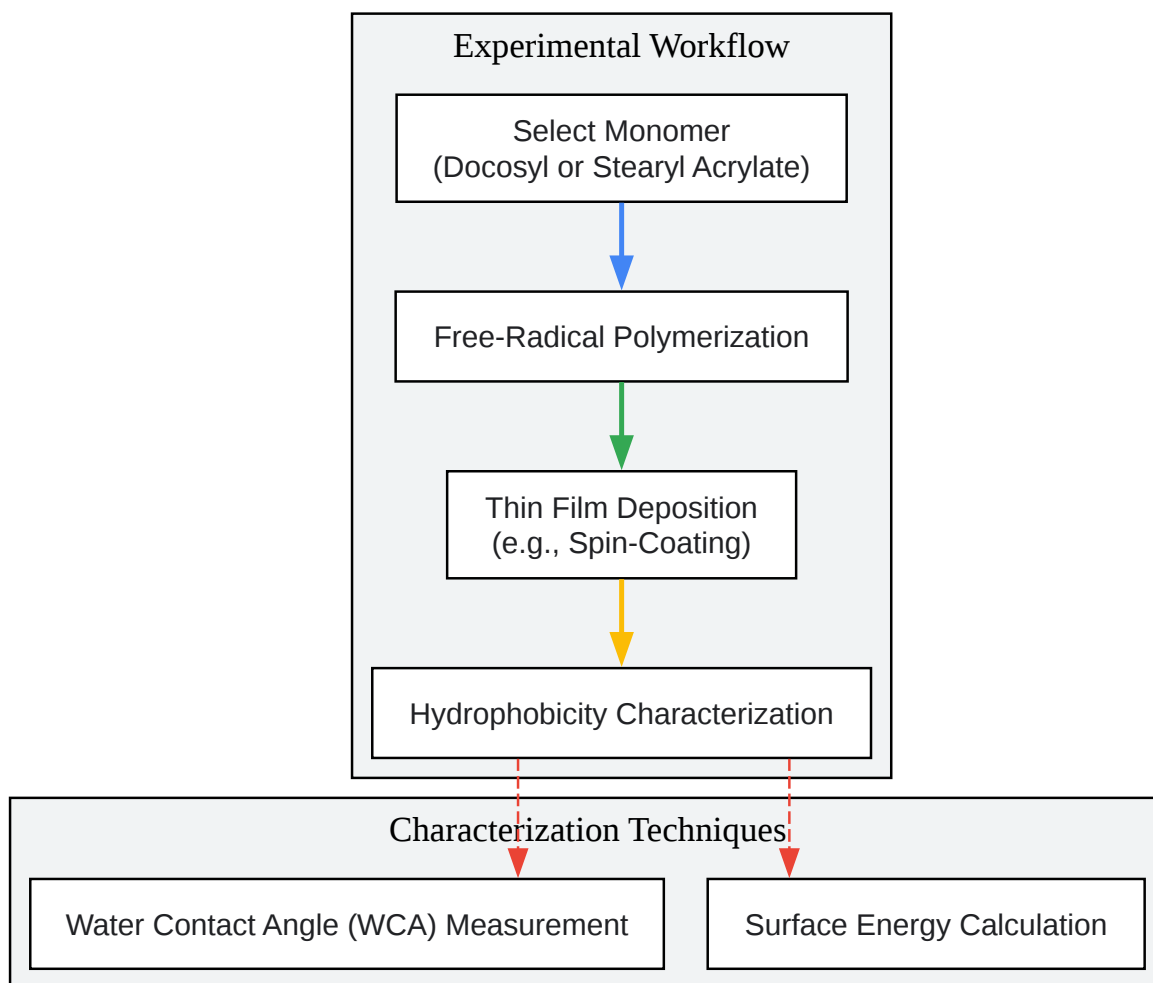 Experimental Workflow
Select Monomer
(Docosyl or Stearyl Acrylate)
Free-Radical Polymerization
Thin Film Deposition
(e.g., Spin-Coating)
Hydrophobicity Characterization
Characterization Techniques
Water Contact Angle (WCA) Measurement
Surface Energy Calculation